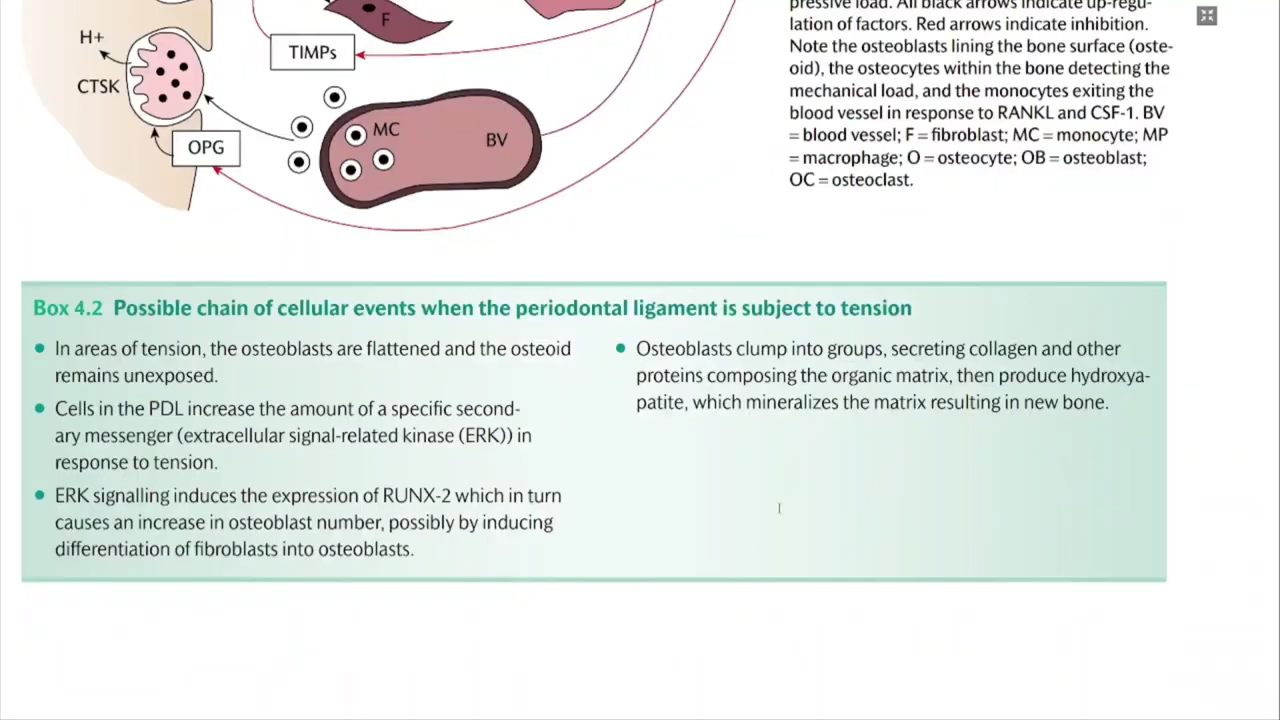 F
H+
TIMPs
CTSK
MC
BV
OPG
pressive load. All black arrows indicate up-regu-
lation of factors. Red arrows indicate inhibition.
Note the osteoblasts lining the bone surface (oste-
oid), the osteocytes within the bone detecting the
mechanical load, and the monocytes exiting the
blood vessel in response to RANKL and CSF-1. BV
= blood vessel; F = fibroblast; MC = monocyte; MP
= macrophage; O = osteocyte; OB = osteoblast;
OC = osteoclast.
Box 4.2 Possible chain of cellular events when the periodontal ligament is subject to tension
• In areas of tension, the osteoblasts are flattened and the osteoid
remains unexposed.
• Cells in the PDL increase the amount of a specific second-
ary messenger (extracellular signal-related kinase (ERK)) in
response to tension.
• ERK signalling induces the expression of RUNX-2 which in turn
causes an increase in osteoblast number, possibly by inducing
differentiation of fibroblasts into osteoblasts.
• Osteoblasts clump into groups, secreting collagen and other
proteins composing the organic matrix, then produce hydroxya-
patite, which mineralizes the matrix resulting in new bone.